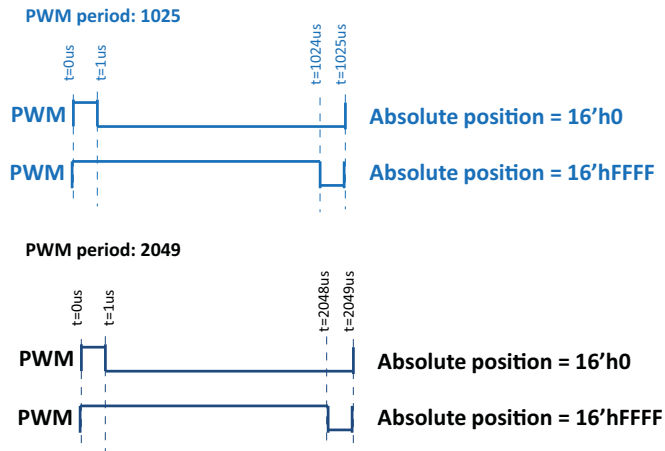 PWM period: 1025
t=0us
t=1us
t=1024us
t=1025us
PWM
Absolute position = 16'h0
PWM
Absolute position = 16'hFFFF
PWM period: 2049
t=0us
t=1us
t=2048us
t=2049us
PWM
Absolute position = 16'h0
PWM
Absolute position = 16'hFFFF